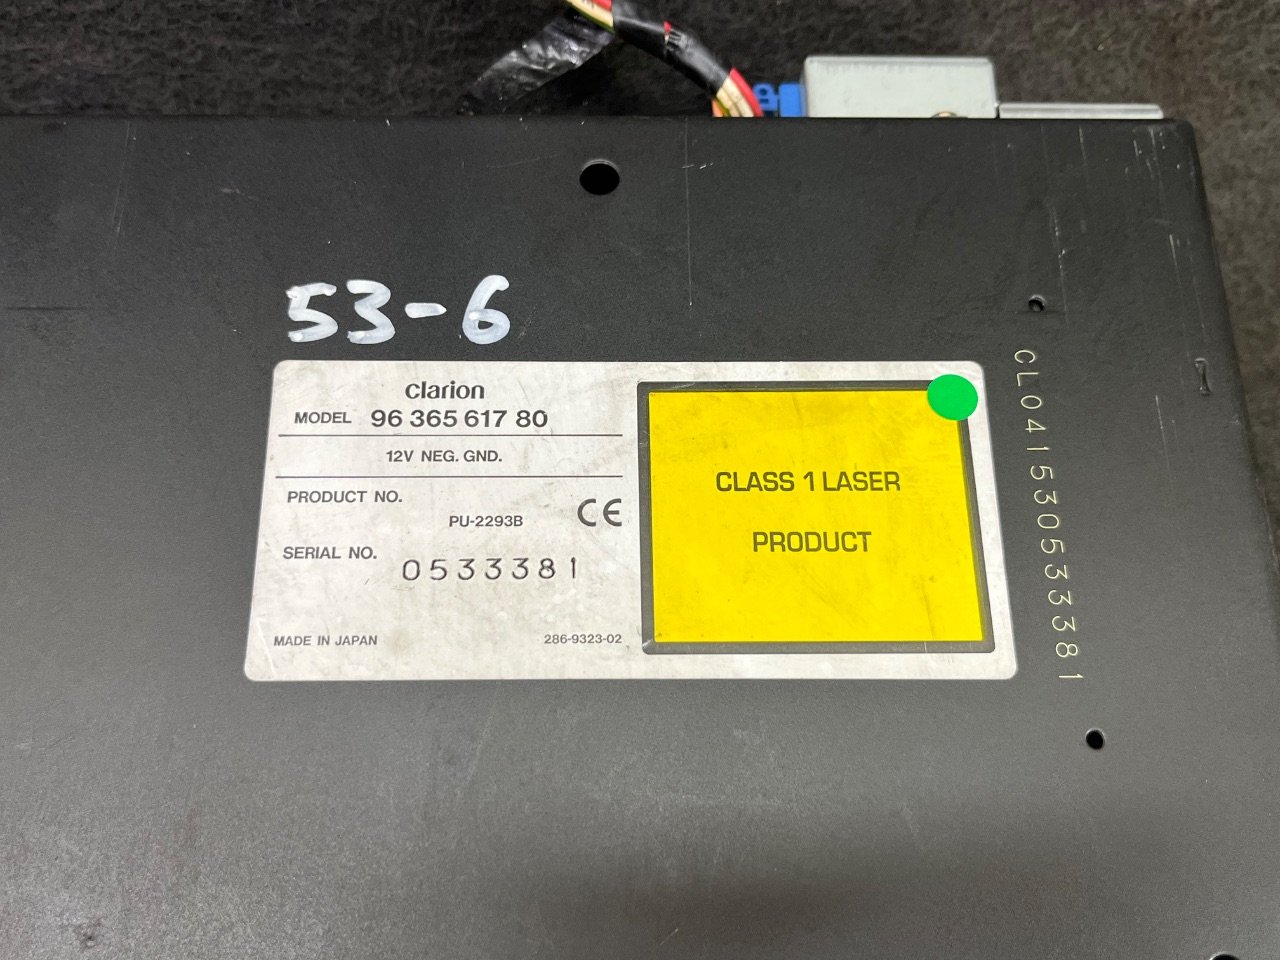 53-6
Clarion
MODEL 96 365 617 80
12V NEG. GND.
PRODUCT NO.
PU-2293B
CE
SERIAL NO.
0533381
MADE IN JAPAN 286-9323-02
CLASS 1 LASER
PRODUCT
CL04153053381